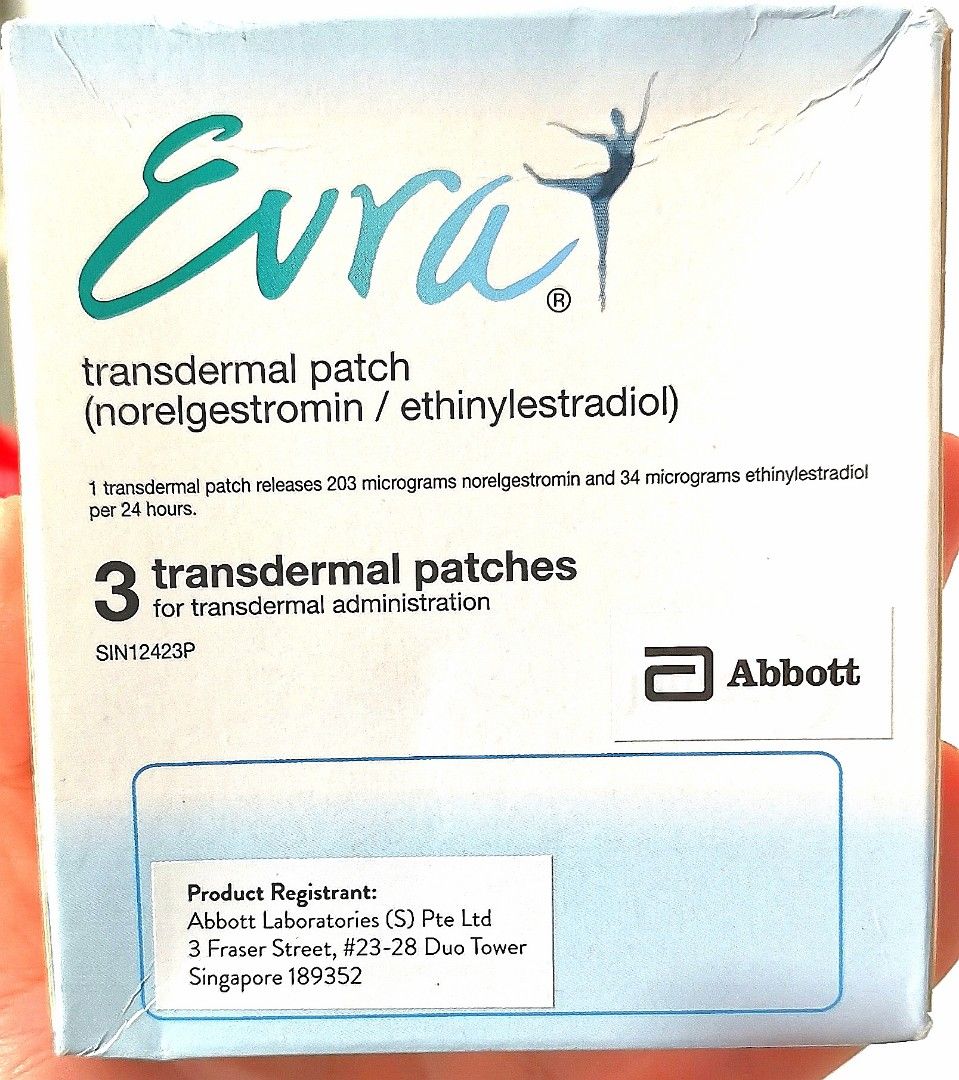 Evra®
transdermal patch
(norelgestromin / ethinylestradiol)
1 transdermal patch releases 203 micrograms norelgestromin and 34 micrograms ethinylestradiol
per 24 hours.
3 transdermal patches
for transdermal administration
SIN12423P
Abbott
Product Registrant:
Abbott Laboratories (S) Pte Ltd
3 Fraser Street, #23-28 Duo Tower
Singapore 189352